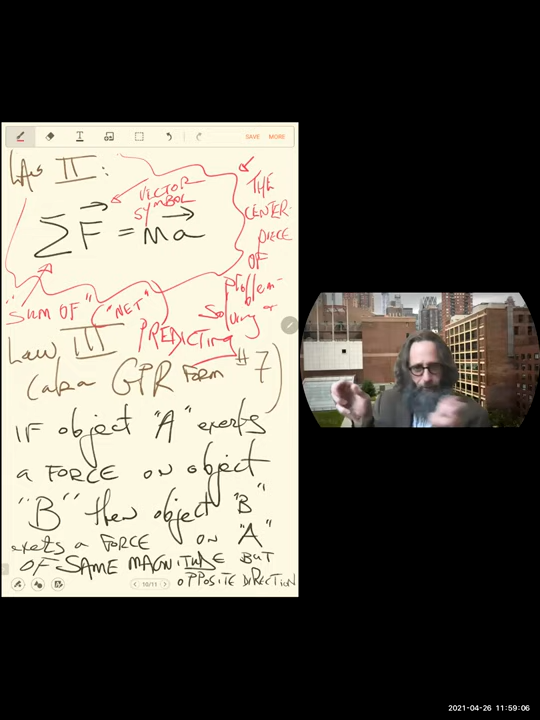 SAVE MORE
LAW II:
VECTOR
SYMBOL
THE
CENTER-
PIECE
OF
PROBLEM-
SOLVING &
PREDICTING
∑F = ma
"SUM OF" "NET"
LAW III
(aka GPR FORM #7)
IF object "A" exerts
a FORCE ON object
"B" then object "B"
exerts a FORCE ON "A"
OF SAME MAGNITUDE BUT
OPPOSITE DIRECTION
10/11
2021-04-26 11:59:06